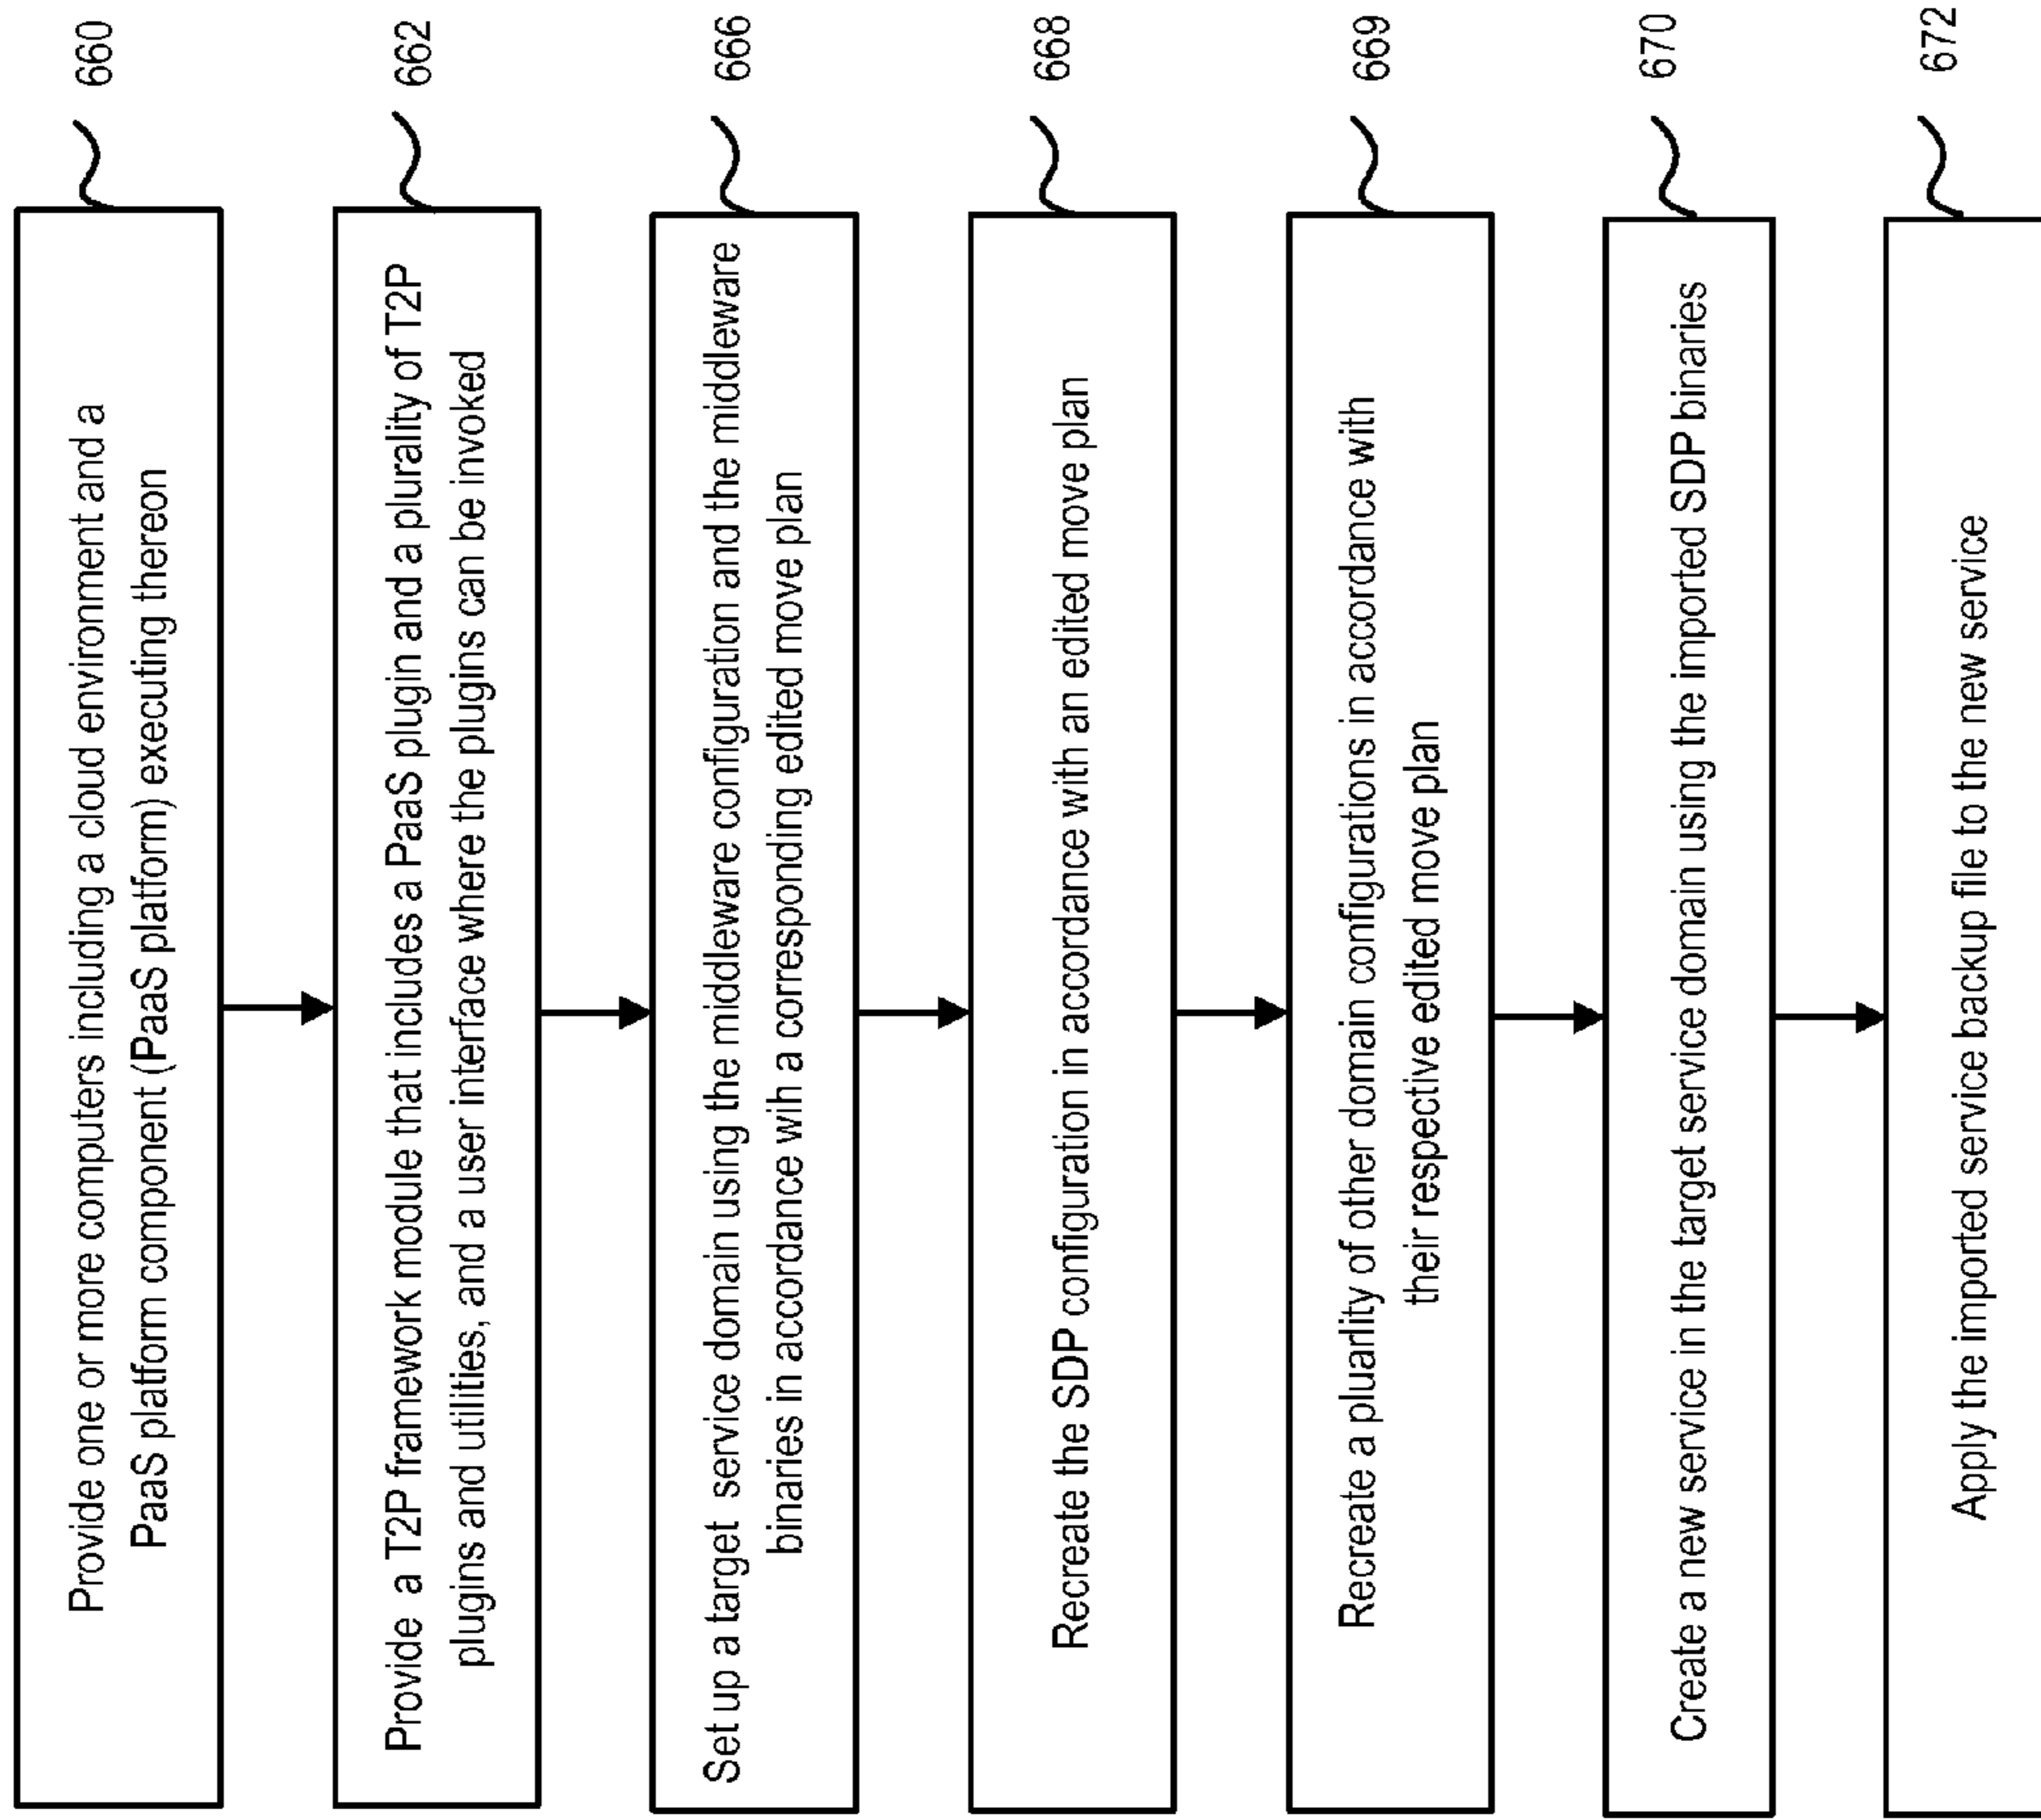 Provide one or more computers including a cloud environment and a
PaaS platform component (PaaS platform) executing thereon
660
Provide a T2P framework module that includes a PaaS plugin and a plurality of T2P
plugins and utilities, and a user interface where the plugins can be invoked
662
Set up a target service domain using the middleware configuration and the middleware
binaries in accordance wih a corresponding edited move plan
666
Recreate the SDP configuration in accordance with an edited move plan
668
Recreate a pluarlity of other domain configurations in accordance with
their respective edited move plan
669
Create a new service in the target service domain using the imported SDP binaries
670
Apply the imported service backup file to the new service
672